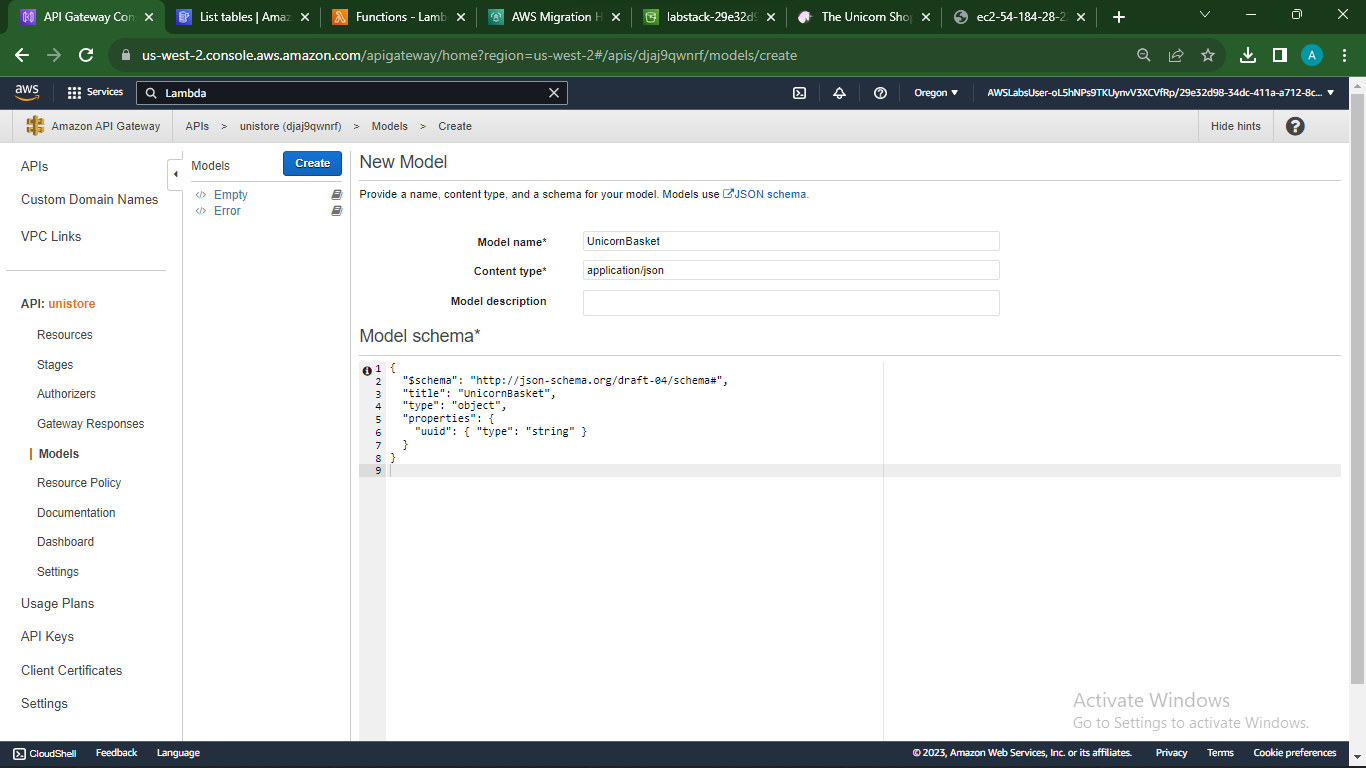 API Gateway Con
List tables | Amaz
Functions - Lamb
AWS Migration H
labstack-29e32d9
The Unicorn Shop
ec2-54-184-28-2
us-west-2.console.aws.amazon.com/apigateway/home?region=us-west-2#/apis/djaj9qwnrf/models/create
A
aws
Services
Lambda
Oregon
AWSLabsUser-oL5hNPs9TKUynvV3XCVfRp/29e32d98-34dc-411a-a712-8c...
Amazon API Gateway
APIs > unistore (djaj9qwnrf) > Models > Create
Hide hints
APIs
Custom Domain Names
VPC Links
API: unistore
Resources
Stages
Authorizers
Gateway Responses
Models
Resource Policy
Documentation
Dashboard
Settings
Usage Plans
API Keys
Client Certificates
Settings
Models
Create
Empty
Error
New Model
Provide a name, content type, and a schema for your model. Models use JSON schema.
Model name* UnicornBasket
Content type* application/json
Model description
Model schema*
1 {
2 "$schema": "http://json-schema.org/draft-04/schema#",
3 "title": "UnicornBasket",
4 "type": "object",
5 "properties": {
6 "uuid": { "type": "string" }
7 }
8 }
9
Activate Windows
Go to Settings to activate Windows.
CloudShell
Feedback
Language
© 2023, Amazon Web Services, Inc. or its affiliates.
Privacy
Terms
Cookie preferences